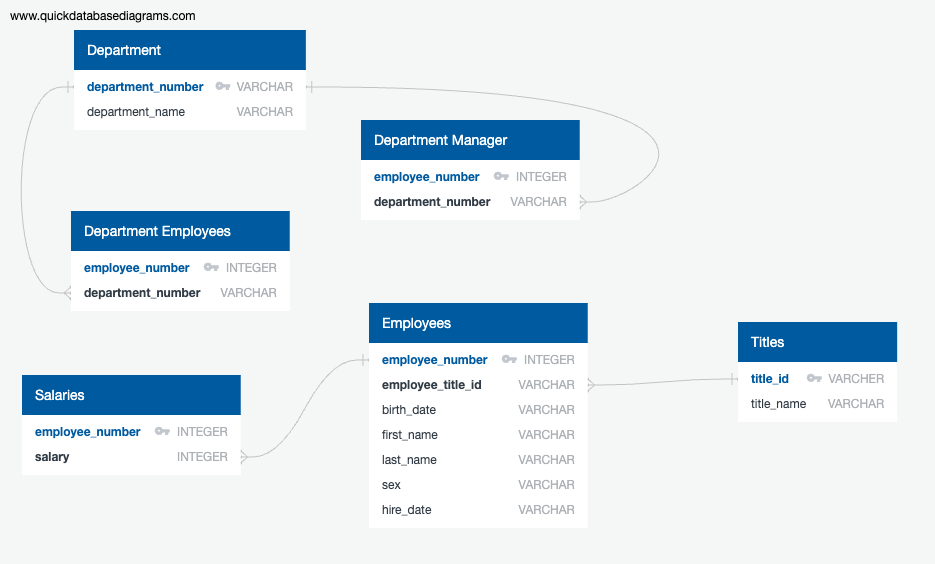 www.quickdatabasediagrams.com
Department
department_number VARCHAR
department_name VARCHAR
Department Manager
employee_number INTEGER
department_number VARCHAR
Department Employees
employee_number INTEGER
department_number VARCHAR
Employees
employee_number INTEGER
employee_title_id VARCHAR
birth_date VARCHAR
first_name VARCHAR
last_name VARCHAR
sex VARCHAR
hire_date VARCHAR
Titles
title_id VARCHER
title_name VARCHAR
Salaries
employee_number INTEGER
salary INTEGER